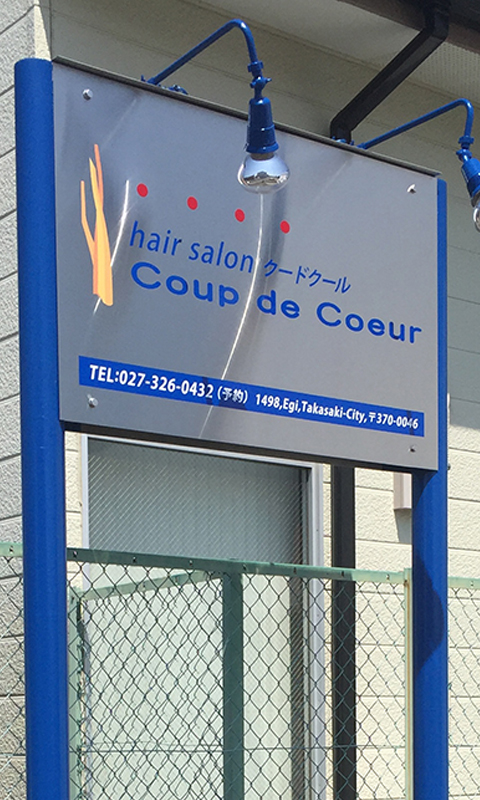 hair salon クードクール
Coup de Coeur
TEL:027-326-0432 (予約) 1498,Egi,Takasaki-City,〒370-0046